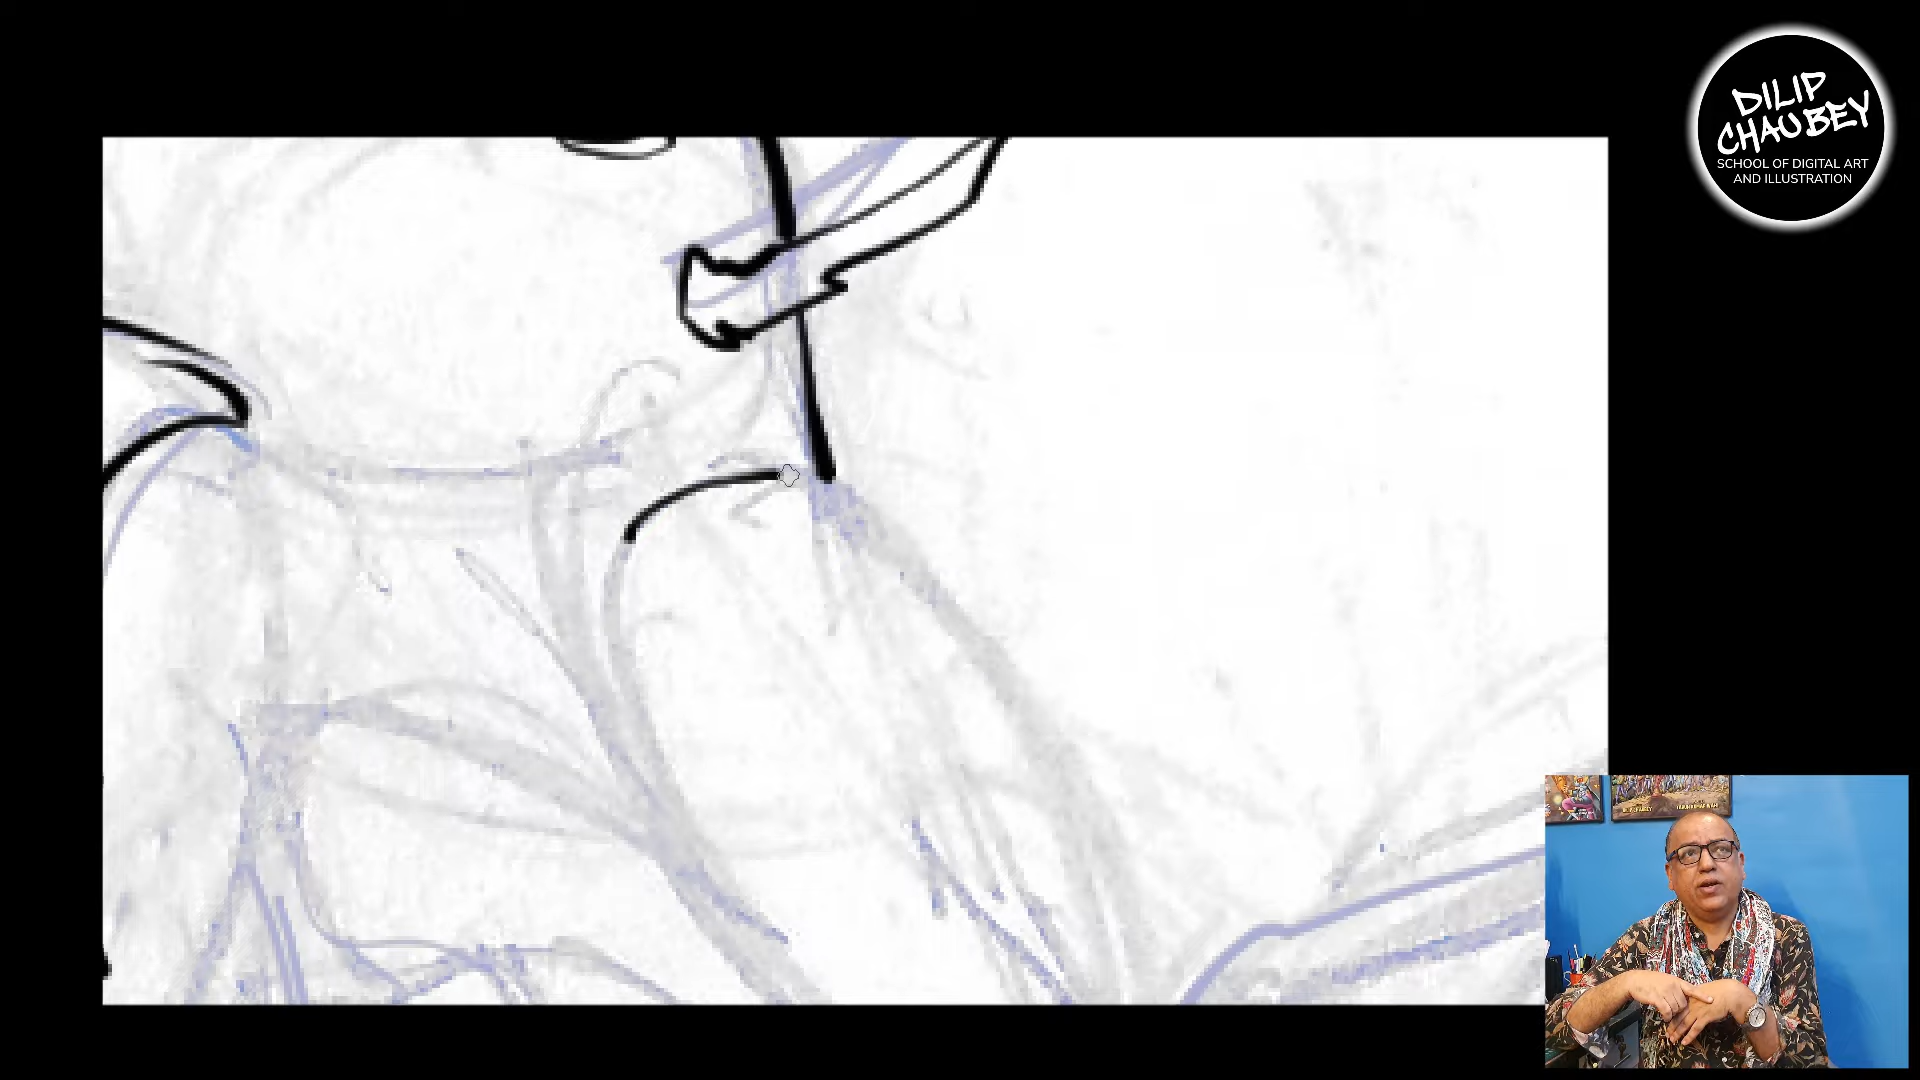 DILIP
CHAUBEY
SCHOOL OF DIGITAL ART
AND ILLUSTRATION